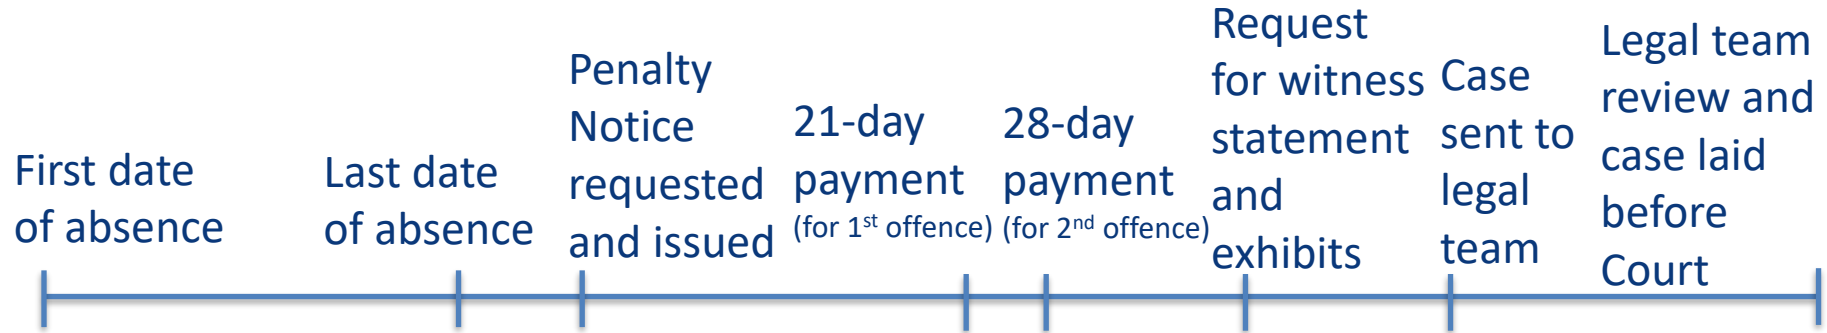 First date
of absence
Last date
of absence
Penalty
Notice
requested
and issued
21-day
payment
(for 1st offence)
28-day
payment
(for 2nd offence)
Request
for witness
statement
and
exhibits
Case
sent to
legal
team
Legal team
review and
case laid
before
Court